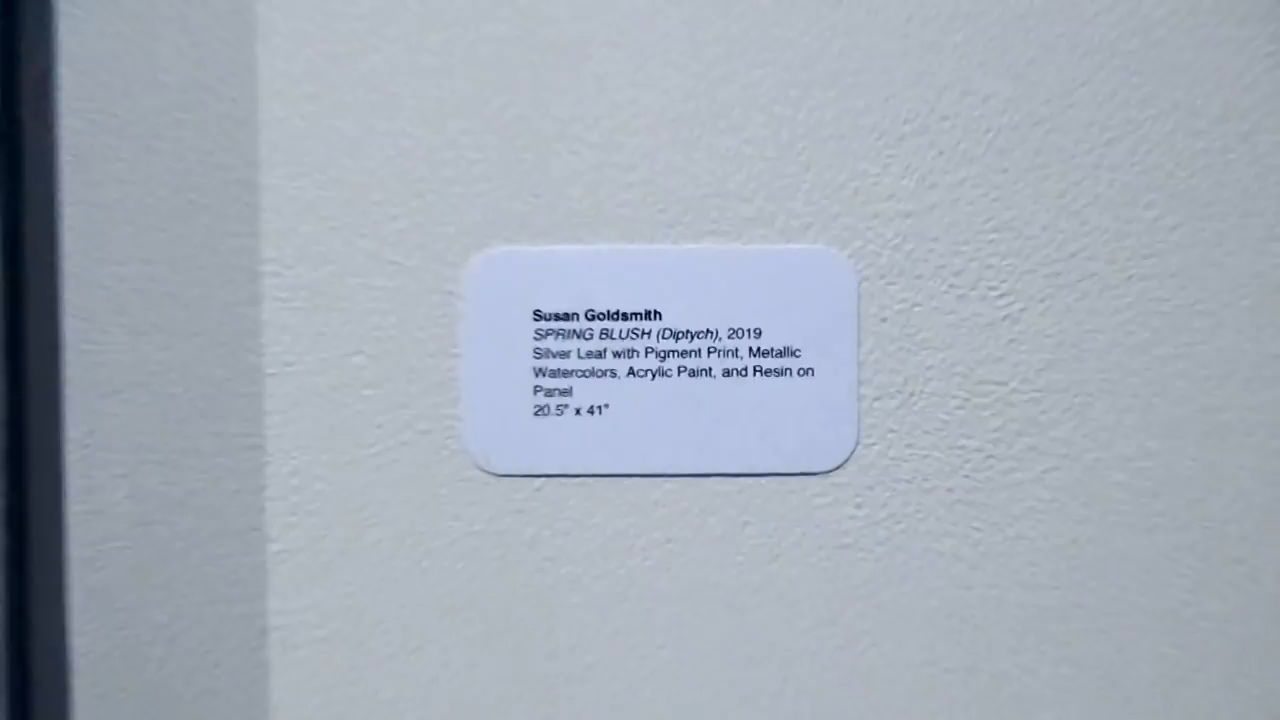 Susan Goldsmith
SPRING BLUSH (Diptych), 2019
Silver Leaf with Pigment Print, Metallic
Watercolors, Acrylic Paint, and Resin on
Panel
20.5" x 41"